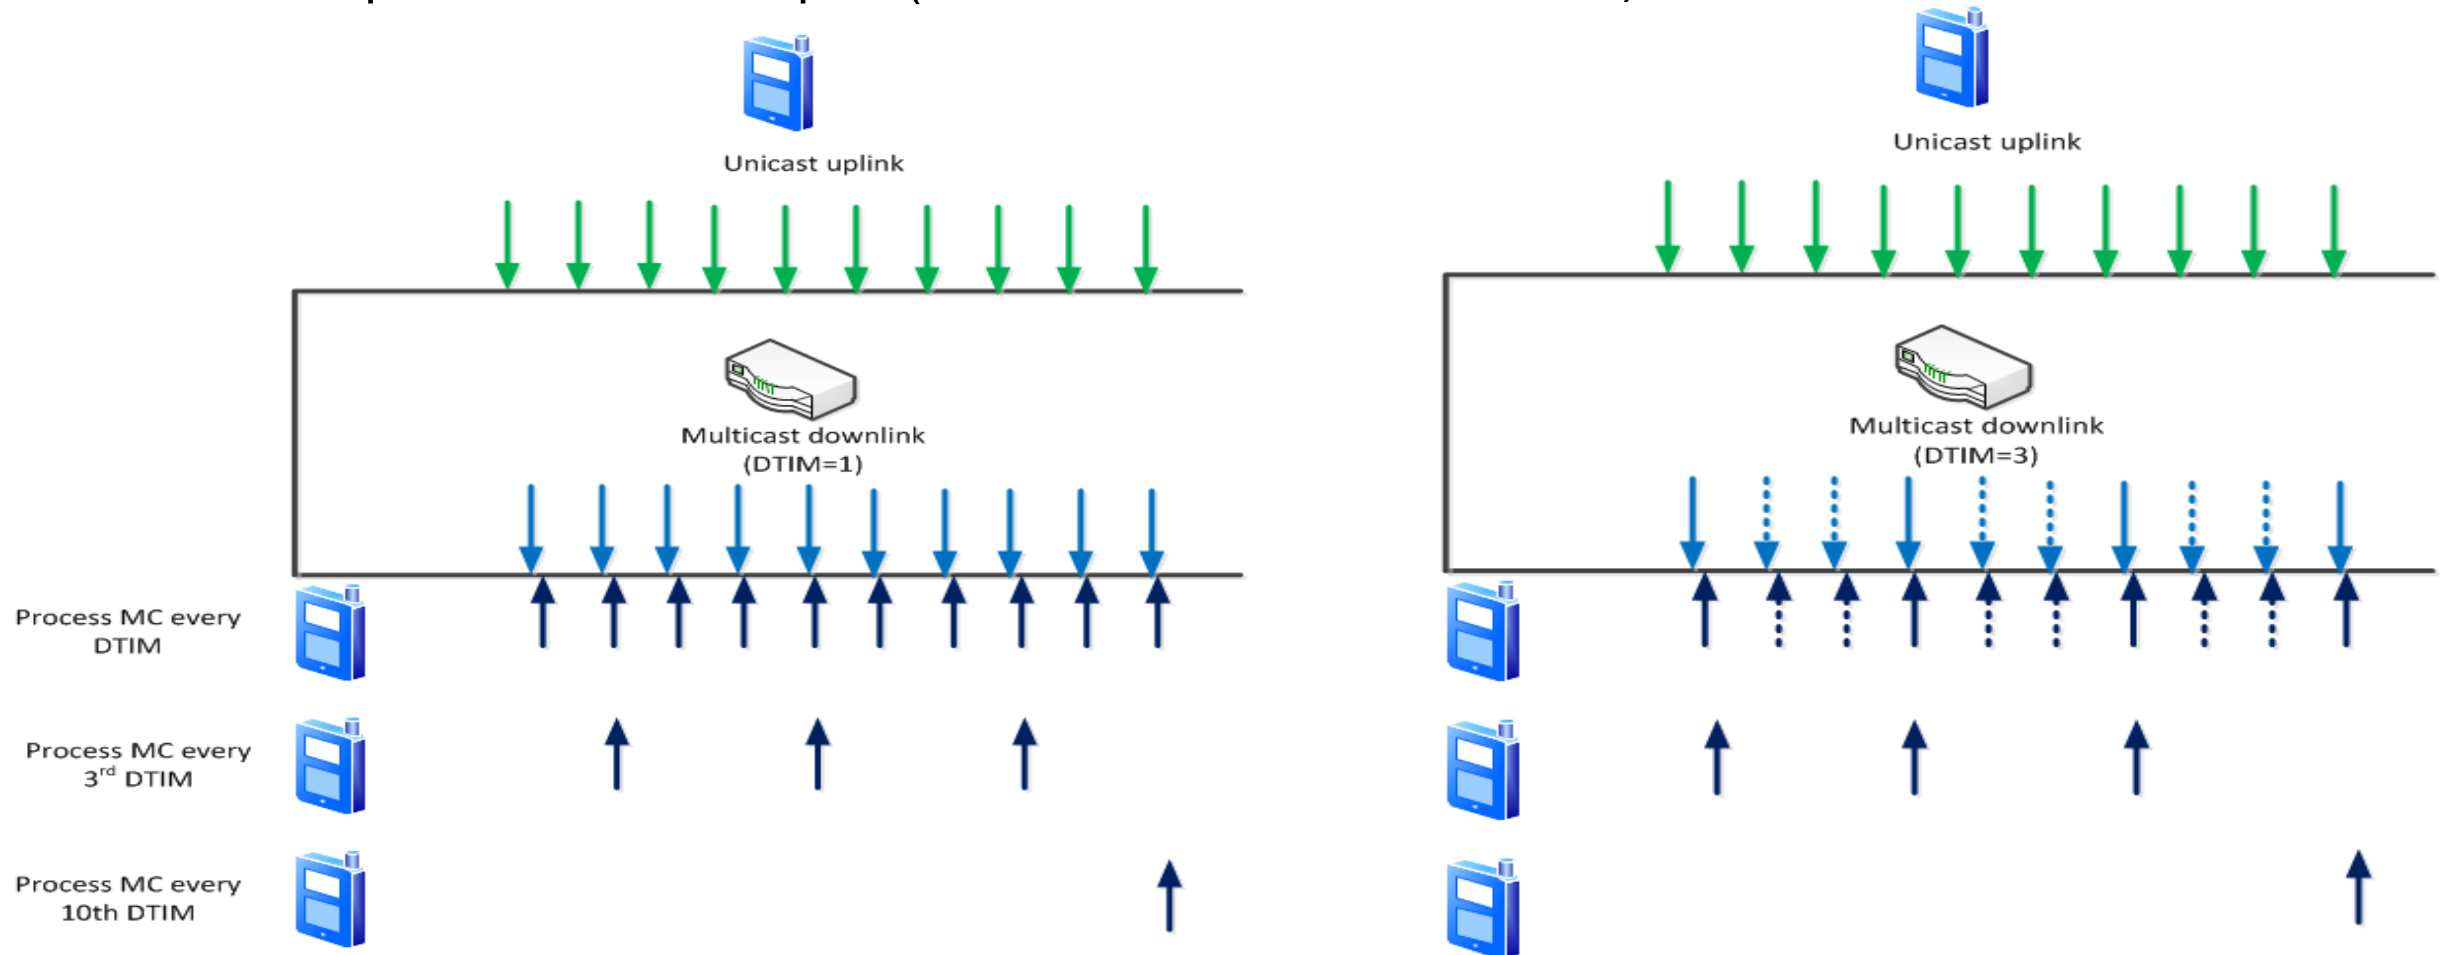 Unicast uplink
Unicast uplink
Multicast downlink
(DTIM=1)
Multicast downlink
(DTIM=3)
Process MC every
DTIM
Process MC every
3rd DTIM
Process MC every
10th DTIM